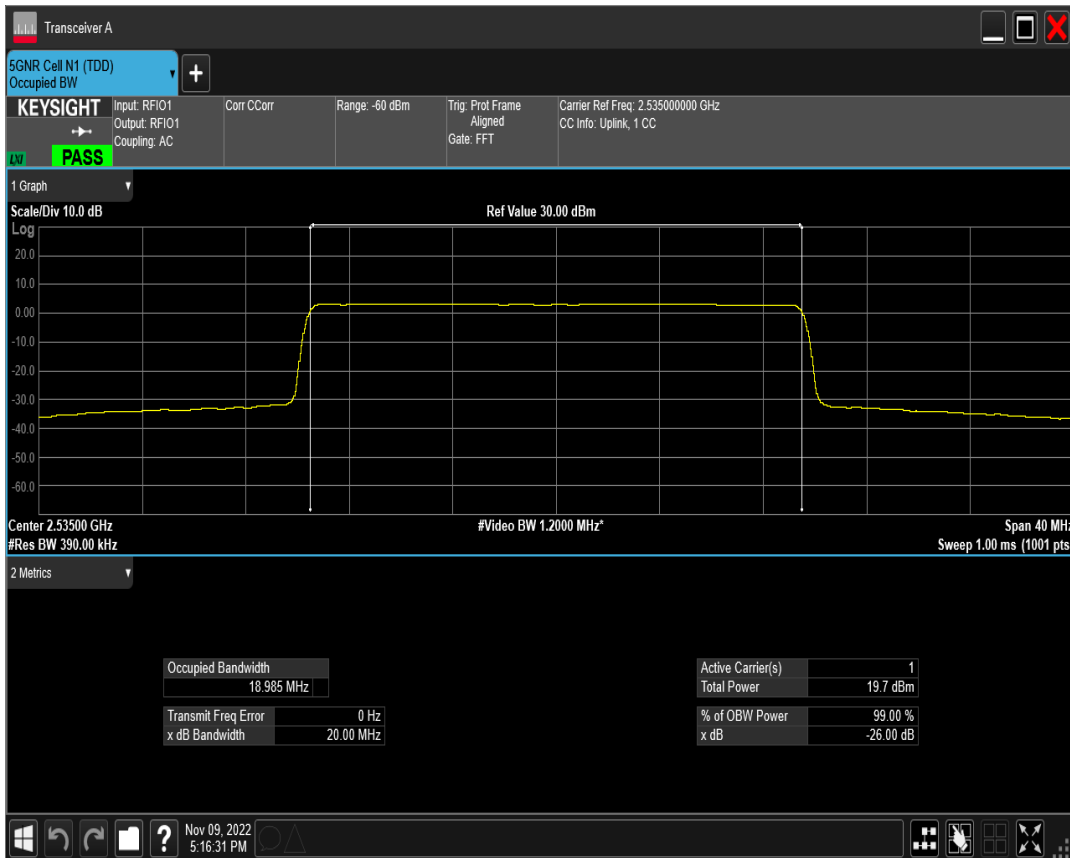 Transceiver A
5GNR Cell N1 (TDD)
Occupied BW
+
KEYSIGHT
LXI
PASS
Input: RFIO1
Output: RFIO1
Coupling: AC
Corr CCorr
Range: -60 dBm
Trig: Prot Frame
Aligned
Gate: FFT
Carrier Ref Freq: 2.535000000 GHz
CC Info: Uplink, 1 CC
1 Graph
Scale/Div 10.0 dB
Ref Value 30.00 dBm
Log
20.0
10.0
0.00
-10.0
-20.0
-30.0
-40.0
-50.0
-60.0
Center 2.53500 GHz
#Video BW 1.2000 MHz*
Span 40 MHz
#Res BW 390.00 kHz
Sweep 1.00 ms (1001 pts
2 Metrics
Occupied Bandwidth
18.985 MHz
Transmit Freq Error 0 Hz
x dB Bandwidth 20.00 MHz
Active Carrier(s) 1
Total Power 19.7 dBm
% of OBW Power 99.00 %
x dB -26.00 dB
?
Nov 09, 2022
5:16:31 PM